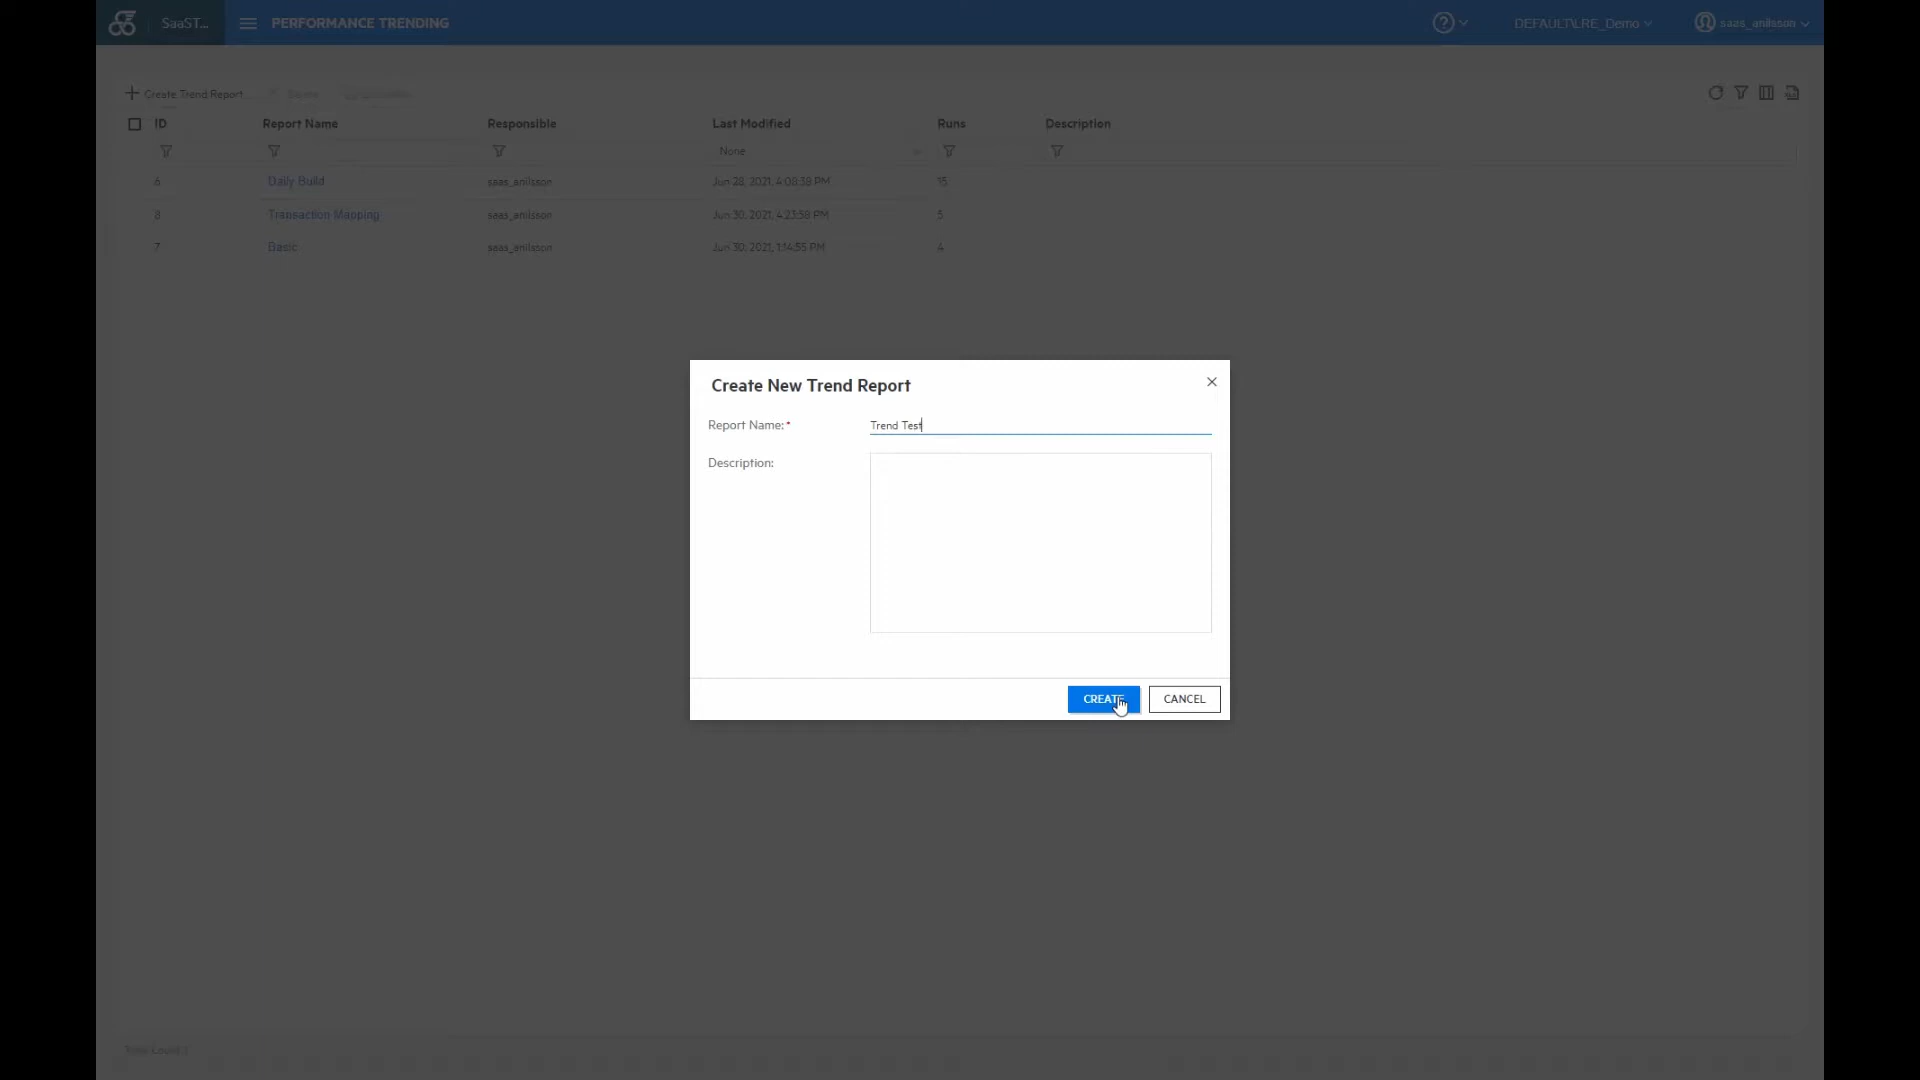 SaaST... PERFORMANCE TRENDING DEFAULT\LRE_Demo saas_anilsson
Create Trend Report Delete
ID Report Name Responsible Last Modified Runs Description
None
6 Daily Build saas_anilsson Jun 28, 2021, 4:08:38 PM 15
8 Transaction Mapping saas_anilsson Jun 30, 2021, 4:23:58 PM 5
7 Basic saas_anilsson Jun 30, 2021, 1:14:55 PM 4
Create New Trend Report
Report Name:* Trend Test
Description:
CREATE CANCEL
Total Count: